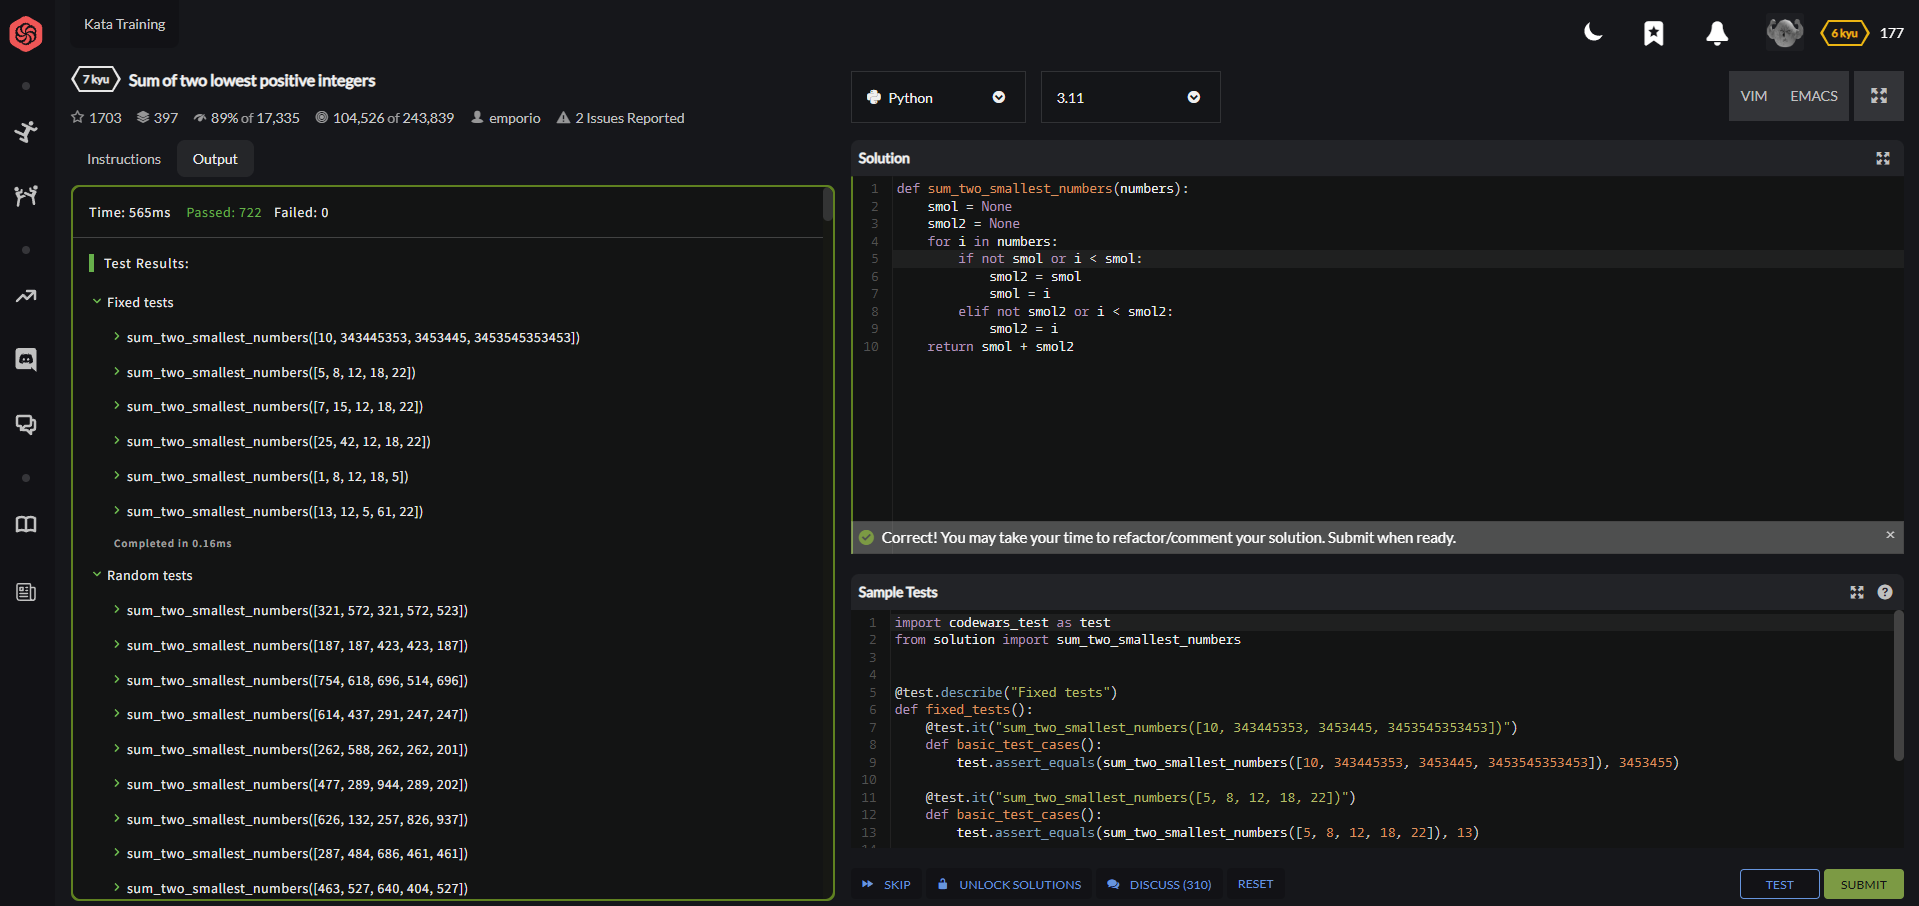 Kata Training
6 kyu 177
7 kyu Sum of two lowest positive integers
1703 397 89% of 17,335 104,526 of 243,839 emporio 2 Issues Reported
Instructions Output
Time: 565ms Passed: 722 Failed: 0
Test Results:
Fixed tests
sum_two_smallest_numbers([10, 343445353, 3453445, 3453545353453])
sum_two_smallest_numbers([5, 8, 12, 18, 22])
sum_two_smallest_numbers([7, 15, 12, 18, 22])
sum_two_smallest_numbers([25, 42, 12, 18, 22])
sum_two_smallest_numbers([1, 8, 12, 18, 5])
sum_two_smallest_numbers([13, 12, 5, 61, 22])
Completed in 0.16ms
Random tests
sum_two_smallest_numbers([321, 572, 321, 572, 523])
sum_two_smallest_numbers([187, 187, 423, 423, 187])
sum_two_smallest_numbers([754, 618, 696, 514, 696])
sum_two_smallest_numbers([614, 437, 291, 247, 247])
sum_two_smallest_numbers([262, 588, 262, 262, 201])
sum_two_smallest_numbers([477, 289, 944, 289, 202])
sum_two_smallest_numbers([626, 132, 257, 826, 937])
sum_two_smallest_numbers([287, 484, 686, 461, 461])
sum_two_smallest_numbers([463, 527, 640, 404, 527])
Python 3.11 VIM EMACS
Solution
1 def sum_two_smallest_numbers(numbers):
2     smol = None
3     smol2 = None
4     for i in numbers:
5         if not smol or i < smol:
6             smol2 = smol
7             smol = i
8         elif not smol2 or i < smol2:
9             smol2 = i
10     return smol + smol2
Correct! You may take your time to refactor/comment your solution. Submit when ready. ×
Sample Tests ?
1 import codewars_test as test
2 from solution import sum_two_smallest_numbers
3
4
5 @test.describe("Fixed tests")
6 def fixed_tests():
7     @test.it("sum_two_smallest_numbers([10, 343445353, 3453445, 3453545353453])")
8     def basic_test_cases():
9         test.assert_equals(sum_two_smallest_numbers([10, 343445353, 3453445, 3453545353453]), 3453455)
10
11     @test.it("sum_two_smallest_numbers([5, 8, 12, 18, 22])")
12     def basic_test_cases():
13         test.assert_equals(sum_two_smallest_numbers([5, 8, 12, 18, 22]), 13)
SKIP UNLOCK SOLUTIONS DISCUSS (310) RESET TEST SUBMIT